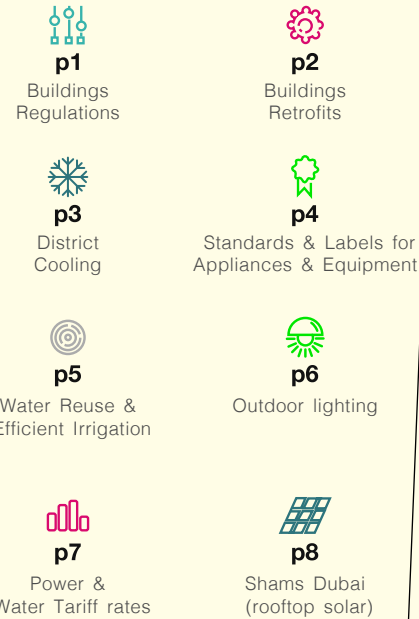 p1
Buildings
Regulations
p2
Buildings
Retrofits
p3
District
Cooling
p4
Standards & Labels for
Appliances & Equipment
p5
Water Reuse &
Efficient Irrigation
p6
Outdoor lighting
p7
Power &
Water Tariff rates
p8
Shams Dubai
(rooftop solar)